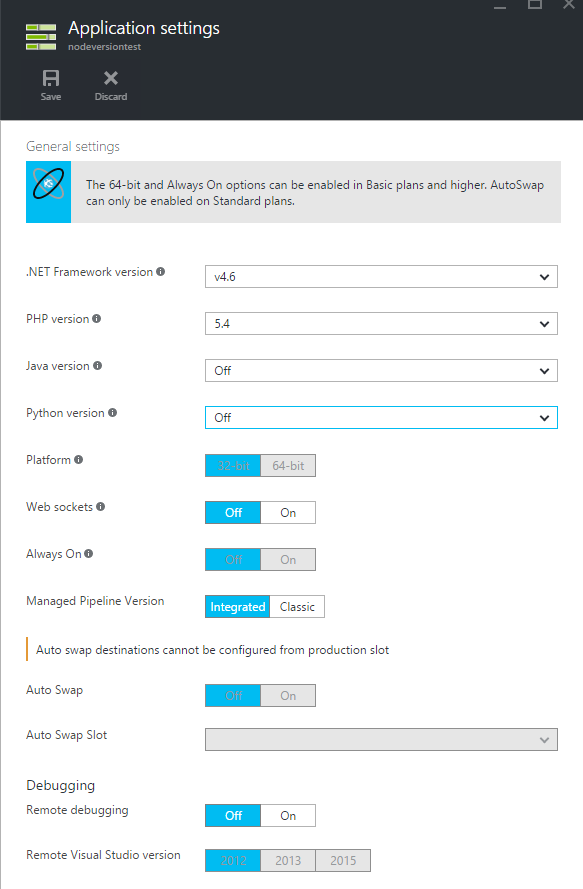 Application settings
nodeversiontest
Save Discard
General settings
The 64-bit and Always On options can be enabled in Basic plans and higher. AutoSwap
can only be enabled on Standard plans.
.NET Framework version v4.6
PHP version 5.4
Java version Off
Python version Off
Platform 32-bit 64-bit
Web sockets Off On
Always On Off On
Managed Pipeline Version Integrated Classic
Auto swap destinations cannot be configured from production slot
Auto Swap Off On
Auto Swap Slot
Debugging
Remote debugging Off On
Remote Visual Studio version 2012 2013 2015